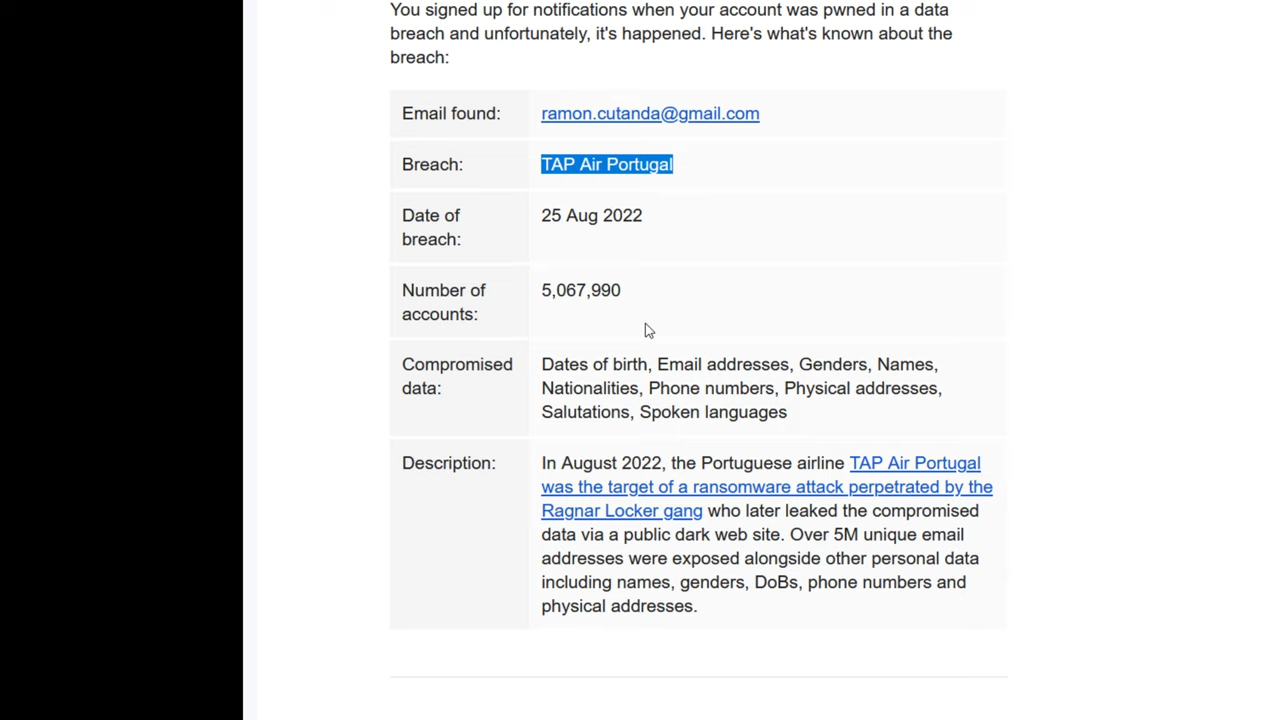 You signed up for notifications when your account was pwned in a data
breach and unfortunately, it's happened. Here's what's known about the
breach:
Email found: ramon.cutanda@gmail.com
Breach: TAP Air Portugal
Date of
breach:
25 Aug 2022
Number of
accounts:
5,067,990
Compromised
data:
Dates of birth, Email addresses, Genders, Names,
Nationalities, Phone numbers, Physical addresses,
Salutations, Spoken languages
Description:
In August 2022, the Portuguese airline TAP Air Portugal
was the target of a ransomware attack perpetrated by the
Ragnar Locker gang who later leaked the compromised
data via a public dark web site. Over 5M unique email
addresses were exposed alongside other personal data
including names, genders, DoBs, phone numbers and
physical addresses.